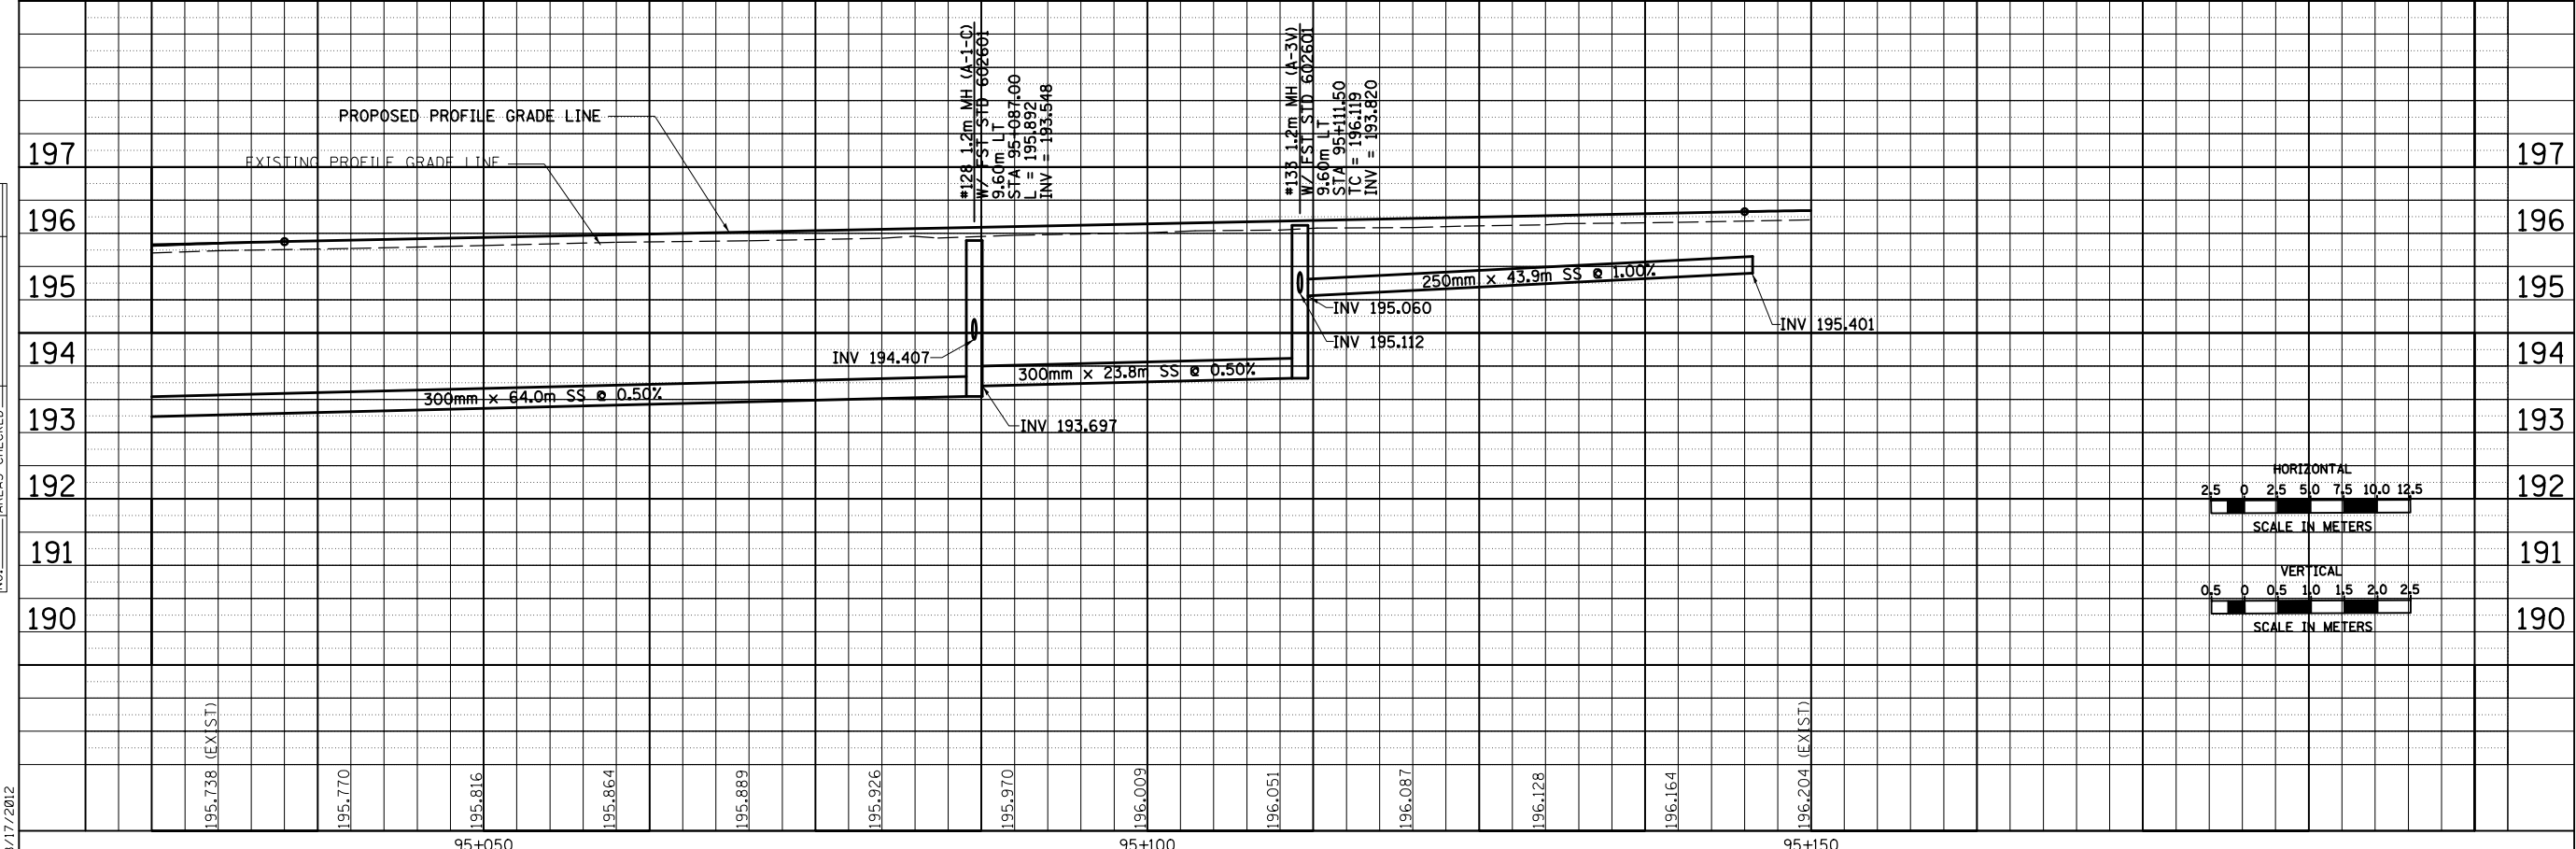 #128 1.2m MH (A-1-C)
W/ FST STD 602601
9.60m LT
STA 95+087.00
L = 195.892
INV = 193.548
#133 1.2m MH (A-3V)
W/ FST STD 602601
9.60m LT
STA 95+111.50
TC = 196.119
INV = 193.820
PROPOSED PROFILE GRADE LINE
EXISTING PROFILE GRADE LINE
197
197
196
196
195
195
194
194
193
193
192
192
191
191
190
190
250mm x 43.9m SS @ 1.00%
INV 195.060
INV 195.401
INV 195.112
INV 194.407
300mm x 23.8m SS @ 0.50%
300mm x 64.0m SS @ 0.50%
INV 193.697
HORIZONTAL
2.5 0 2.5 5.0 7.5 10.0 12.5
SCALE IN METERS
VERTICAL
0.5 0 0.5 1.0 1.5 2.0 2.5
SCALE IN METERS
195.738 (EXIST)
195.770
195.816
195.864
195.889
195.926
195.970
196.009
196.051
196.087
196.128
196.164
196.204 (EXIST)
95+050
95+100
95+150
/17/2012